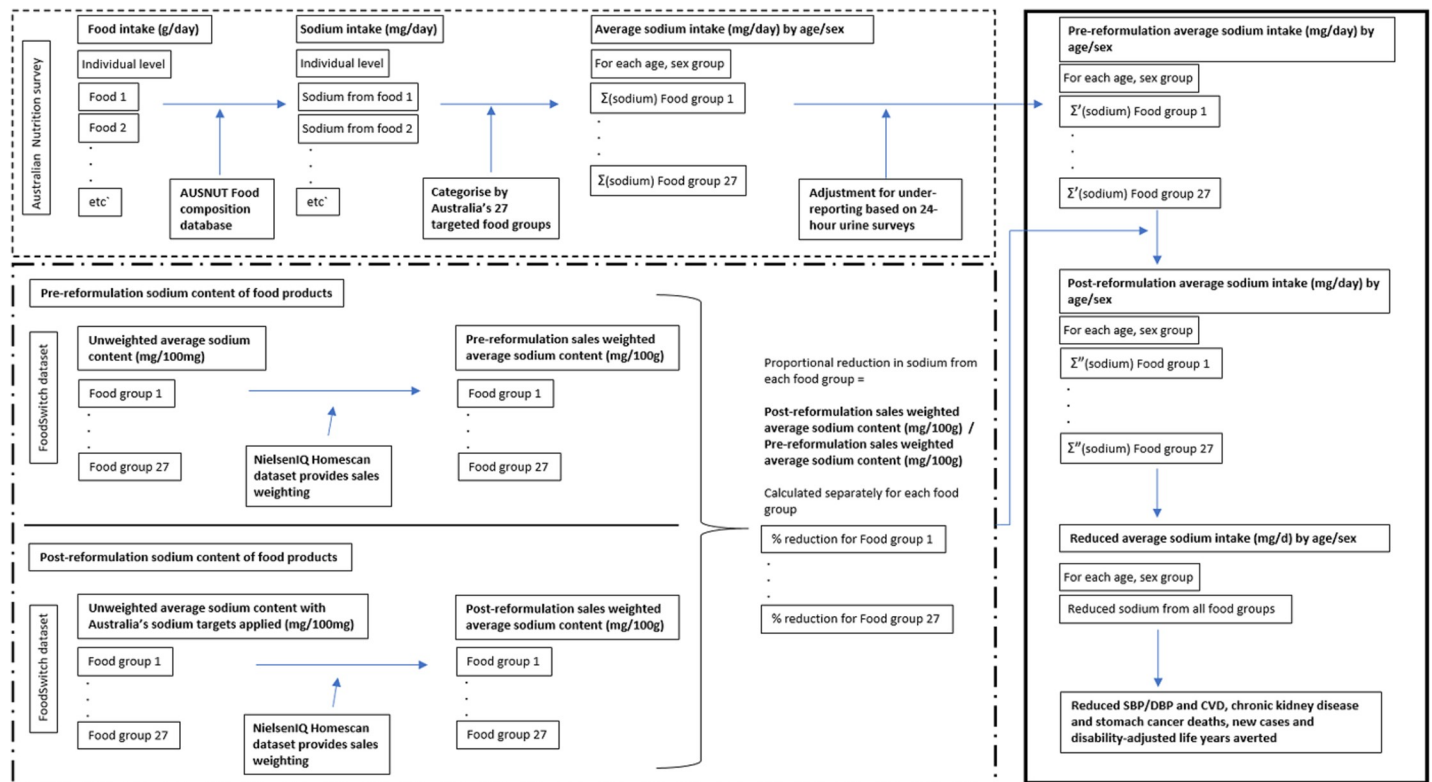 Australian Nutrition survey
Food intake (g/day)
Individual level
Food 1
Food 2
.
.
.
etc`
AUSNUT Food
composition
database
Sodium intake (mg/day)
Individual level
Sodium from food 1
Sodium from food 2
.
.
.
etc`
Categorise by
Australia's 27
targeted food groups
Average sodium intake (mg/day) by age/sex
For each age, sex group
Σ(sodium) Food group 1
.
.
.
Σ(sodium) Food group 27
Adjustment for under-
reporting based on 24-
hour urine surveys
Pre-reformulation sodium content of food products
FoodSwitch dataset
Unweighted average sodium
content (mg/100mg)
Food group 1
.
.
.
Food group 27
NielsenIQ Homescan
dataset provides sales
weighting
Pre-reformulation sales weighted
average sodium content (mg/100g)
Food group 1
.
.
.
Food group 27
Post-reformulation sodium content of food products
FoodSwitch dataset
Unweighted average sodium content with
Australia's sodium targets applied (mg/100mg)
Food group 1
.
.
.
Food group 27
NielsenIQ Homescan
dataset provides sales
weighting
Post-reformulation sales weighted
average sodium content (mg/100g)
Food group 1
.
.
.
Food group 27
Proportional reduction in sodium from
each food group =
Post-reformulation sales weighted
average sodium content (mg/100g) /
Pre-reformulation sales weighted
average sodium content (mg/100g)
Calculated separately for each food
group
% reduction for Food group 1
.
.
.
% reduction for Food group 27
Pre-reformulation average sodium intake (mg/day) by
age/sex
For each age, sex group
Σ'(sodium) Food group 1
.
.
.
Σ'(sodium) Food group 27
Post-reformulation average sodium intake (mg/day) by
age/sex
For each age, sex group
Σ"(sodium) Food group 1
.
.
.
Σ"(sodium) Food group 27
Reduced average sodium intake (mg/d) by age/sex
For each age, sex group
Reduced sodium from all food groups
Reduced SBP/DBP and CVD, chronic kidney disease
and stomach cancer deaths, new cases and
disability-adjusted life years averted